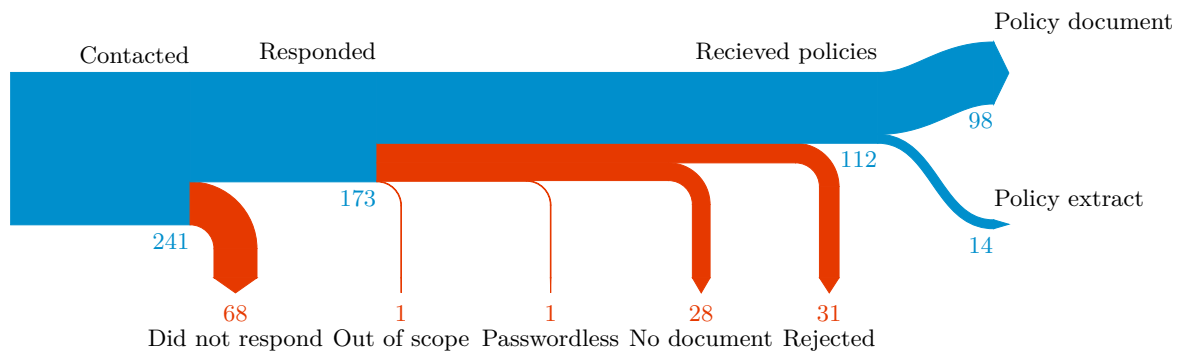 Policy document
Contacted
Responded
Recieved policies
98
112
173
Policy extract
241
14
68
1
1
28
31
Did not respond
Out of scope
Passwordless
No document
Rejected